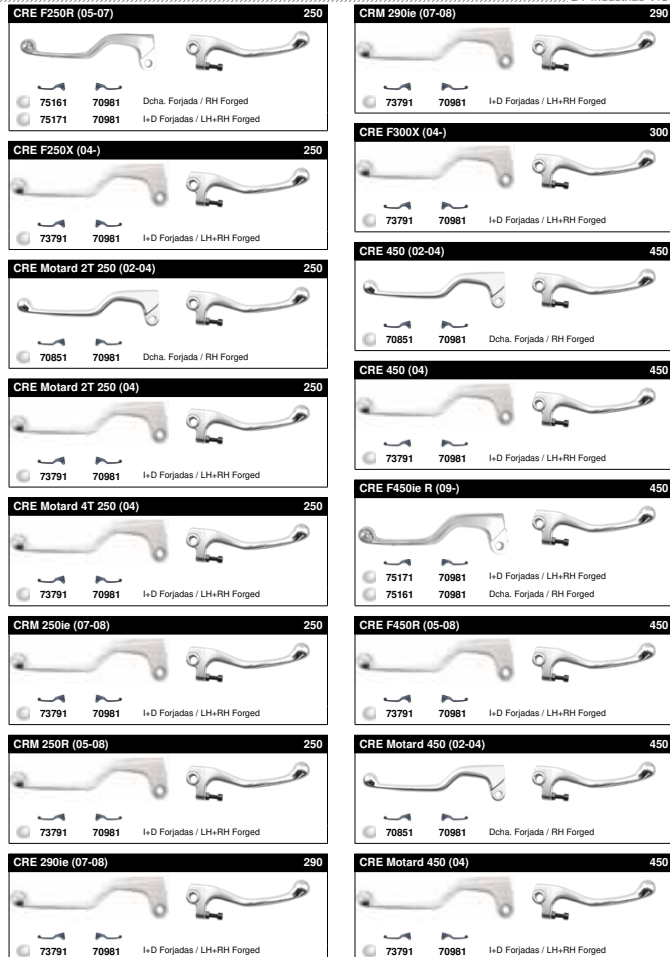 CRE F250R (05-07) 250
75161 70981 Dcha. Forjada / RH Forged
75171 70981 I+D Forjadas / LH+RH Forged
CRE F250X (04-) 250
73791 70981 I+D Forjadas / LH+RH Forged
CRE Motard 2T 250 (02-04) 250
70851 70981 Dcha. Forjada / RH Forged
CRE Motard 2T 250 (04) 250
73791 70981 I+D Forjadas / LH+RH Forged
CRE Motard 4T 250 (04) 250
73791 70981 I+D Forjadas / LH+RH Forged
CRM 250ie (07-08) 250
73791 70981 I+D Forjadas / LH+RH Forged
CRM 250R (05-08) 250
73791 70981 I+D Forjadas / LH+RH Forged
CRE 290ie (07-08) 290
73791 70981 I+D Forjadas / LH+RH Forged
CRM 290ie (07-08) 290
73791 70981 I+D Forjadas / LH+RH Forged
CRE F300X (04-) 300
73791 70981 I+D Forjadas / LH+RH Forged
CRE 450 (02-04) 450
70851 70981 Dcha. Forjada / RH Forged
CRE 450 (04) 450
73791 70981 I+D Forjadas / LH+RH Forged
CRE F450ie R (09-) 450
75171 70981 I+D Forjadas / LH+RH Forged
75161 70981 Dcha. Forjada / RH Forged
CRE F450R (05-08) 450
73791 70981 I+D Forjadas / LH+RH Forged
CRE Motard 450 (02-04) 450
70851 70981 Dcha. Forjada / RH Forged
CRE Motard 450 (04) 450
73791 70981 I+D Forjadas / LH+RH Forged